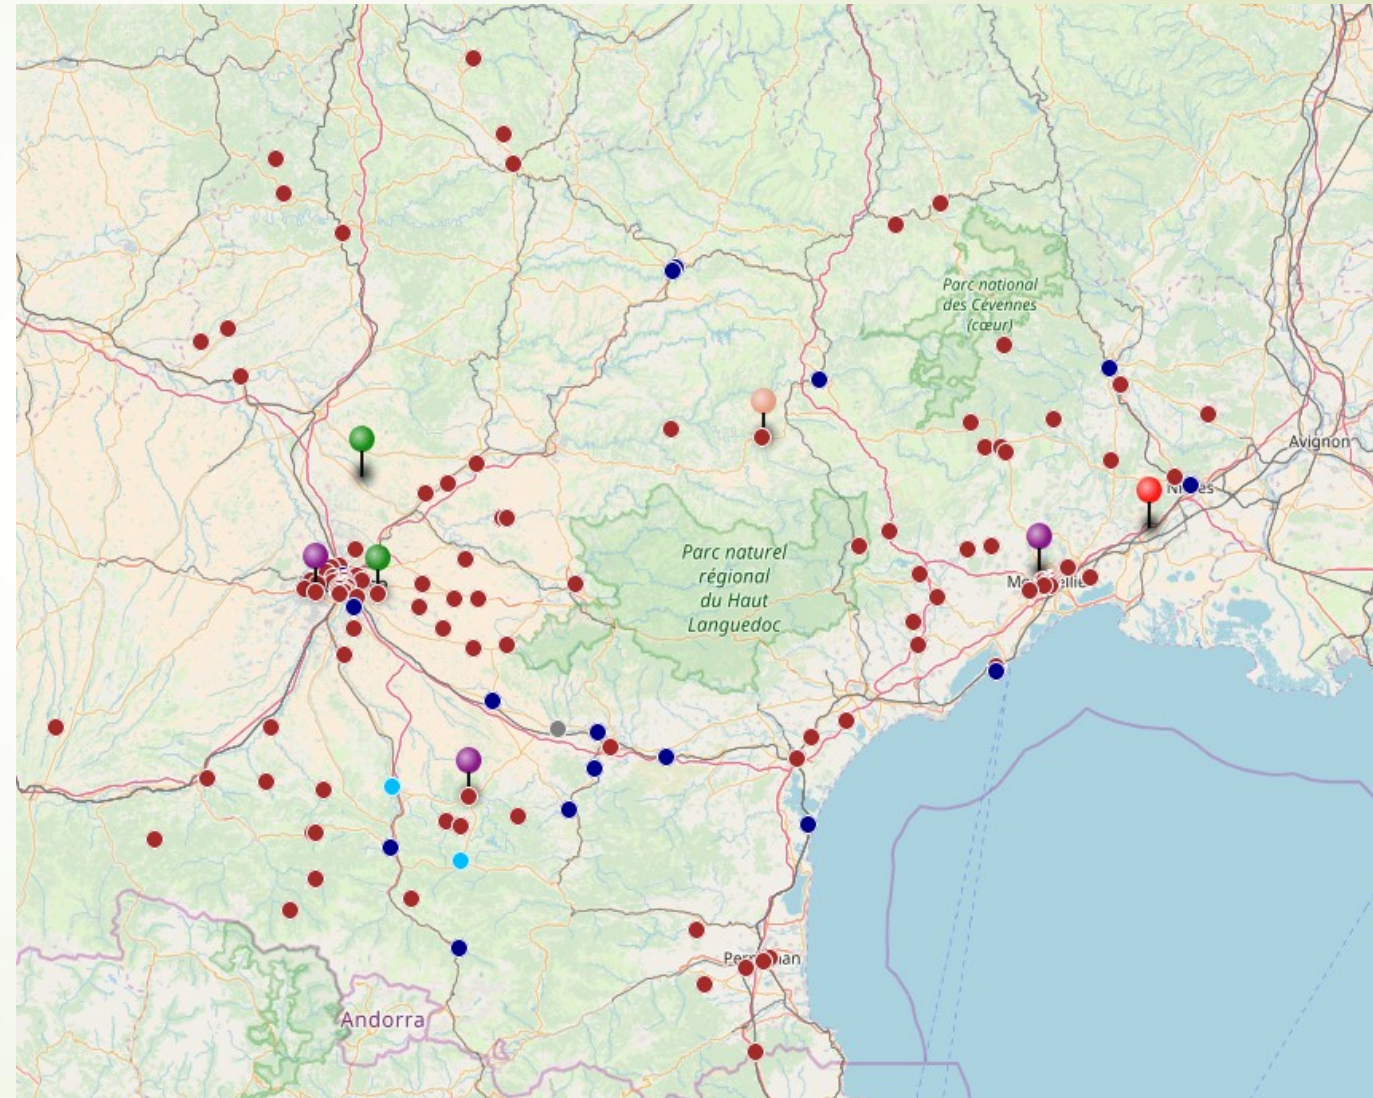 Parc national
des Cévennes
(cœur)
Avignon
Parc naturel
régional
du Haut
Languedoc
Andorra